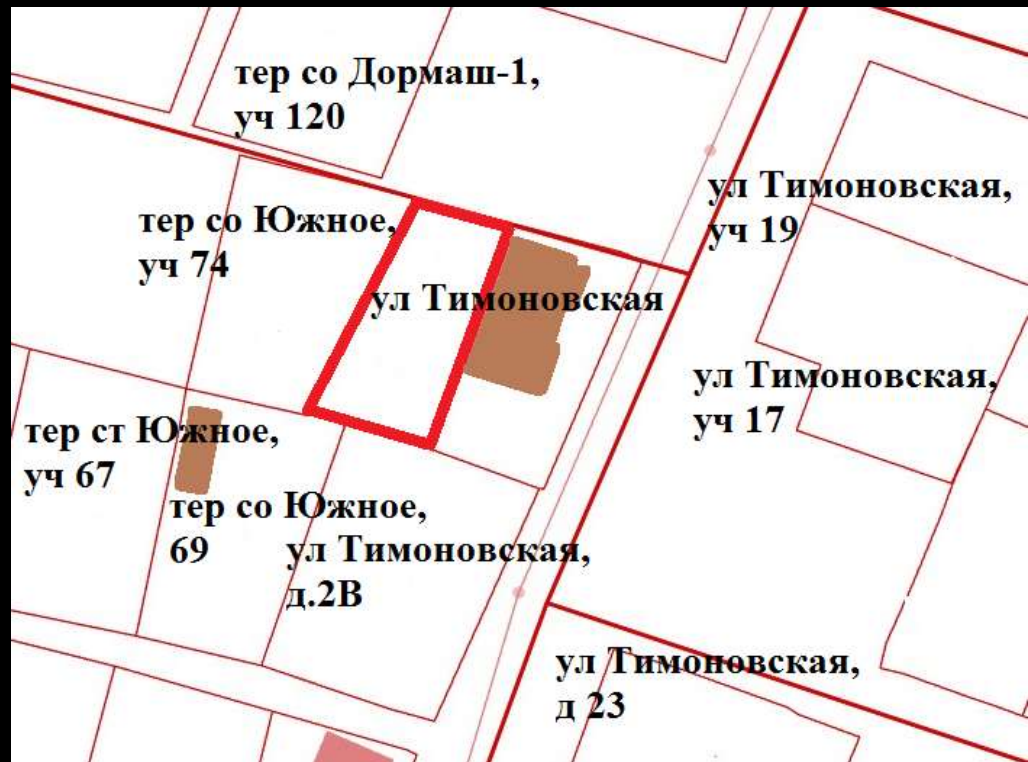 тер со Дормаш-1,
уч 120
ул Тимоновская,
уч 19
тер со Южное,
уч 74
ул Тимоновская
ул Тимоновская,
уч 17
тер ст Южное,
уч 67
тер со Южное,
69
ул Тимоновская,
д.2В
ул Тимоновская,
д 23